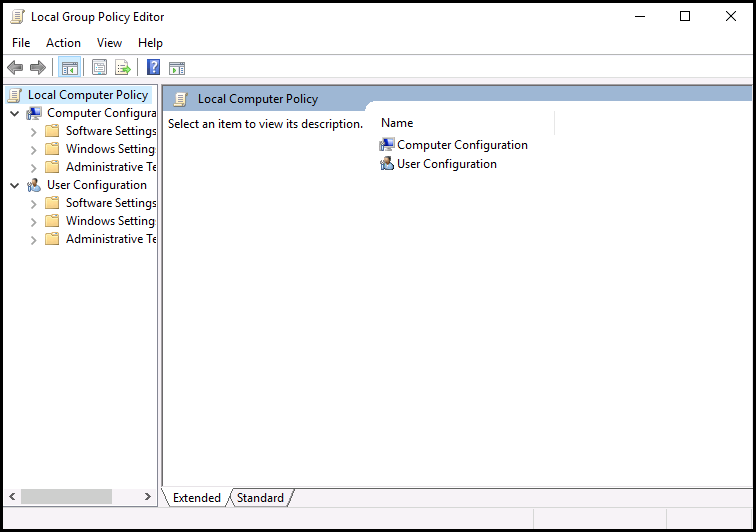 Local Group Policy Editor
File Action View Help
Local Computer Policy
Computer Configura
Software Settings
Windows Setting
Administrative Te
User Configuration
Software Settings
Windows Setting
Administrative Te
Local Computer Policy
Select an item to view its description.
Name
Computer Configuration
User Configuration
Extended Standard